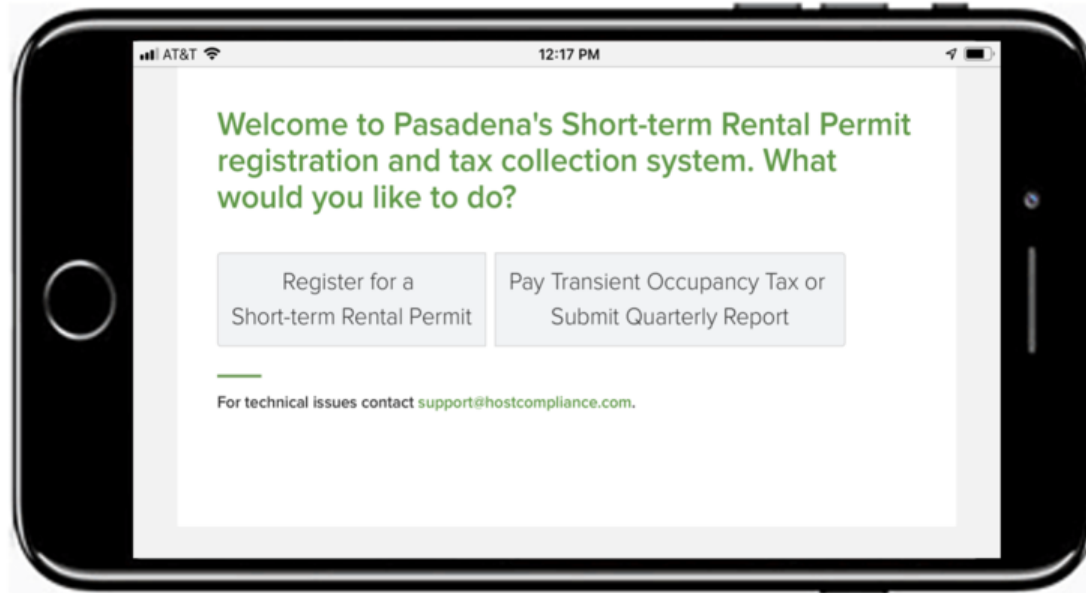 AT&T 12:17 PM
Welcome to Pasadena's Short-term Rental Permit
registration and tax collection system. What
would you like to do?
Register for a
Short-term Rental Permit
Pay Transient Occupancy Tax or
Submit Quarterly Report
For technical issues contact support@hostcompliance.com.